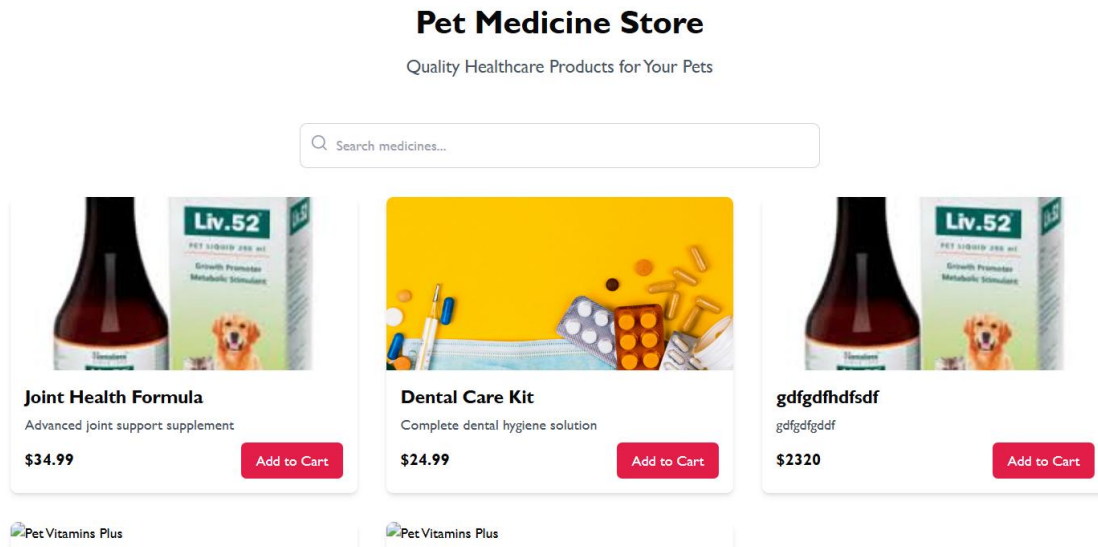 Pet Medicine Store
Quality Healthcare Products for Your Pets
Search medicines...
Liv.52
PET LIQUID 200 ml
Growth Promoter
Metabolic Stimulant
Himalaya
Liv.52
PET LIQUID 200 ml
Growth Promoter
Metabolic Stimulant
Himalaya
Joint Health Formula
Advanced joint support supplement
$34.99
Add to Cart
Dental Care Kit
Complete dental hygiene solution
$24.99
Add to Cart
gdfgdfhdfsdf
gdfgdfgddf
$2320
Add to Cart
Pet Vitamins Plus
Pet Vitamins Plus